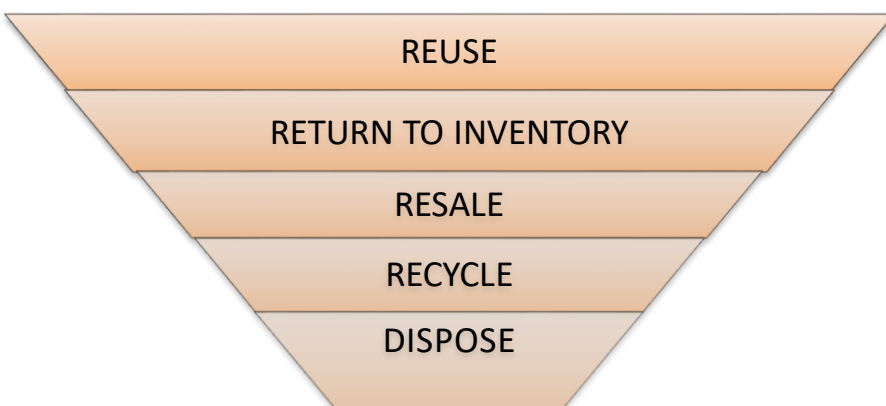 REUSE
RETURN TO INVENTORY
RESALE
RECYCLE
DISPOSE